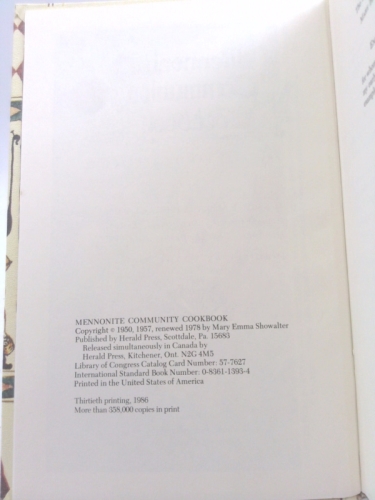 MENNONITE COMMUNITY COOKBOOK
Copyright © 1950, 1957, renewed 1978 by Mary Emma Showalter
Published by Herald Press, Scottdale, Pa. 15683
Released simultaneously in Canada by
Herald Press, Kitchener, Ont. N2G 4M5
Library of Congress Catalog Card Number: 57-7627
International Standard Book Number: 0-8361-1393-4
Printed in the United States of America
Thirtieth printing, 1986
More than 358,000 copies in print